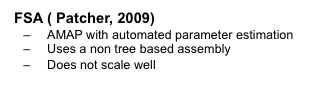 FSA ( Patcher, 2009)
– AMAP with automated parameter estimation
– Uses a non tree based assembly
– Does not scale well